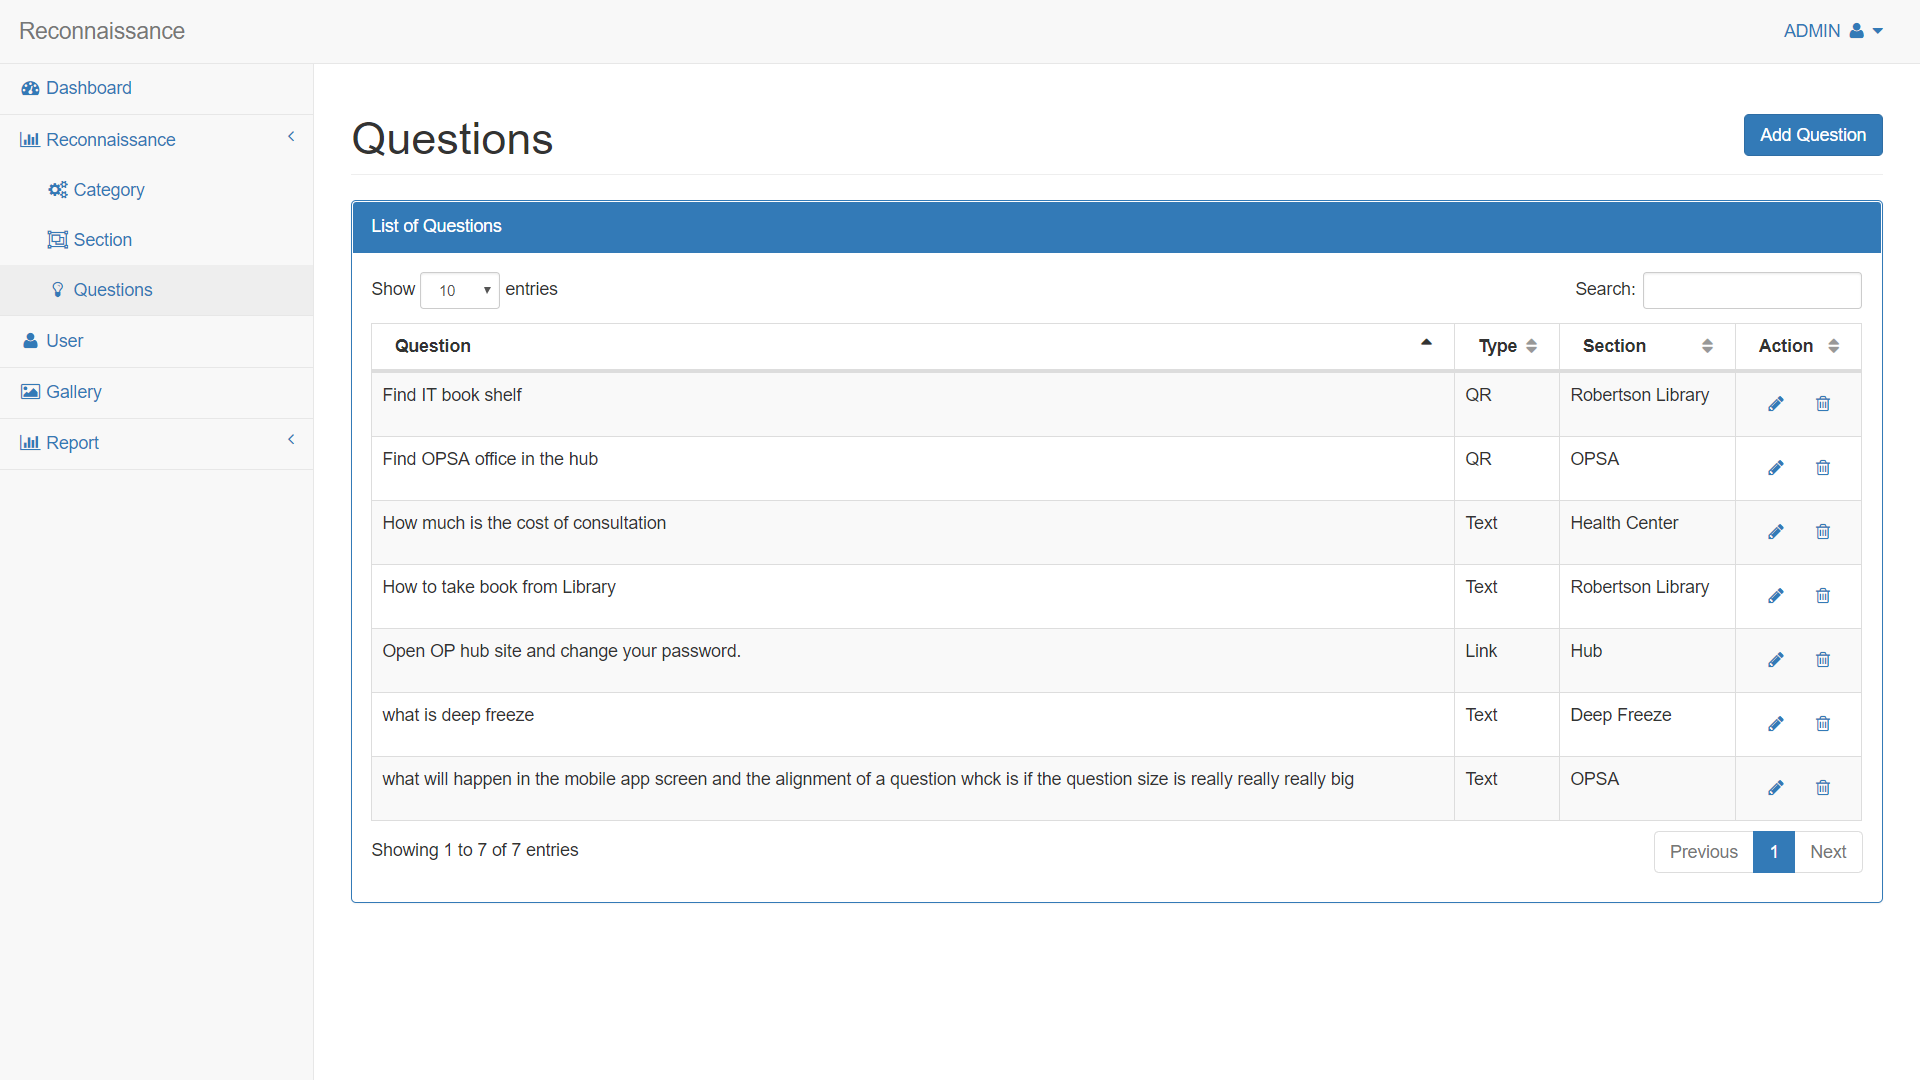 Reconnaissance
ADMIN
Dashboard
Reconnaissance
Category
Section
Questions
User
Gallery
Report
Questions
Add Question
List of Questions
Show 10 entries
Search:
Question Type Section Action
Find IT book shelf QR Robertson Library
Find OPSA office in the hub QR OPSA
How much is the cost of consultation Text Health Center
How to take book from Library Text Robertson Library
Open OP hub site and change your password. Link Hub
what is deep freeze Text Deep Freeze
what will happen in the mobile app screen and the alignment of a question whck is if the question size is really really really big Text OPSA
Showing 1 to 7 of 7 entries
Previous 1 Next